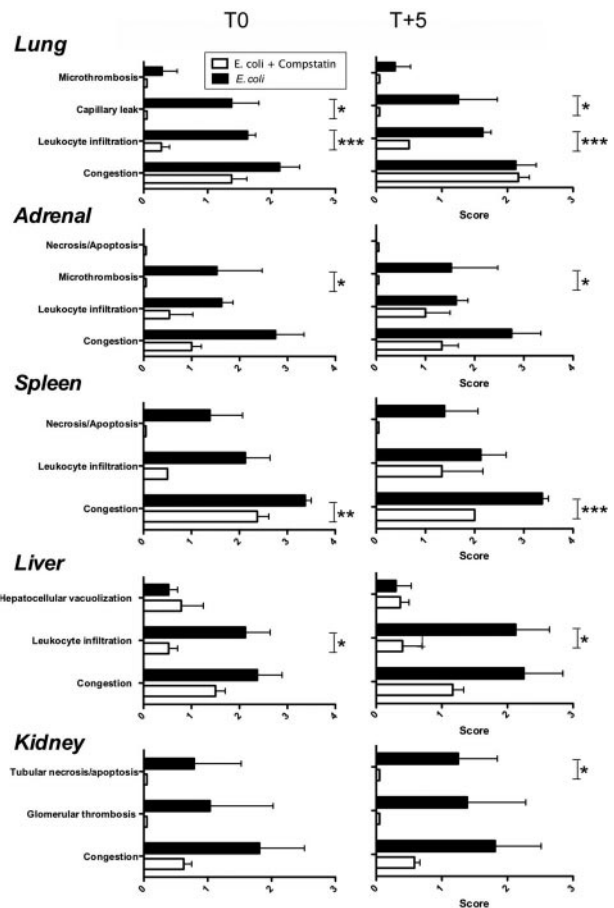 T0 T+5
Lung
E. coli + Compstatin
E. coli
Microthrombosis
Capillary leak * *
Leukocyte infiltration *** ***
Congestion
0 1 2 3 0 1 2 3
Score
Adrenal
Necrosis/Apoptosis
Microthrombosis * *
Leukocyte infiltration
Congestion
0 1 2 3 4 0 1 2 3 4
Score
Spleen
Necrosis/Apoptosis
Leukocyte infiltration
Congestion ** ***
0 1 2 3 4 0 1 2 3 4
Score
Liver
Hepatocellular vacuolization
Leukocyte infiltration * *
Congestion
0 1 2 3 4 0 1 2 3
Score
Kidney
Tubular necrosis/apoptosis *
Glomerular thrombosis
Congestion
0 1 2 3 0 1 2 3
Score